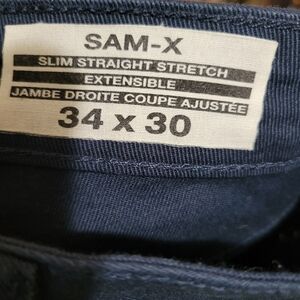 SAM-X
SLIM STRAIGHT STRETCH
EXTENSIBLE
JAMBE DROITE COUPE AJUSTÉE
34 x 30